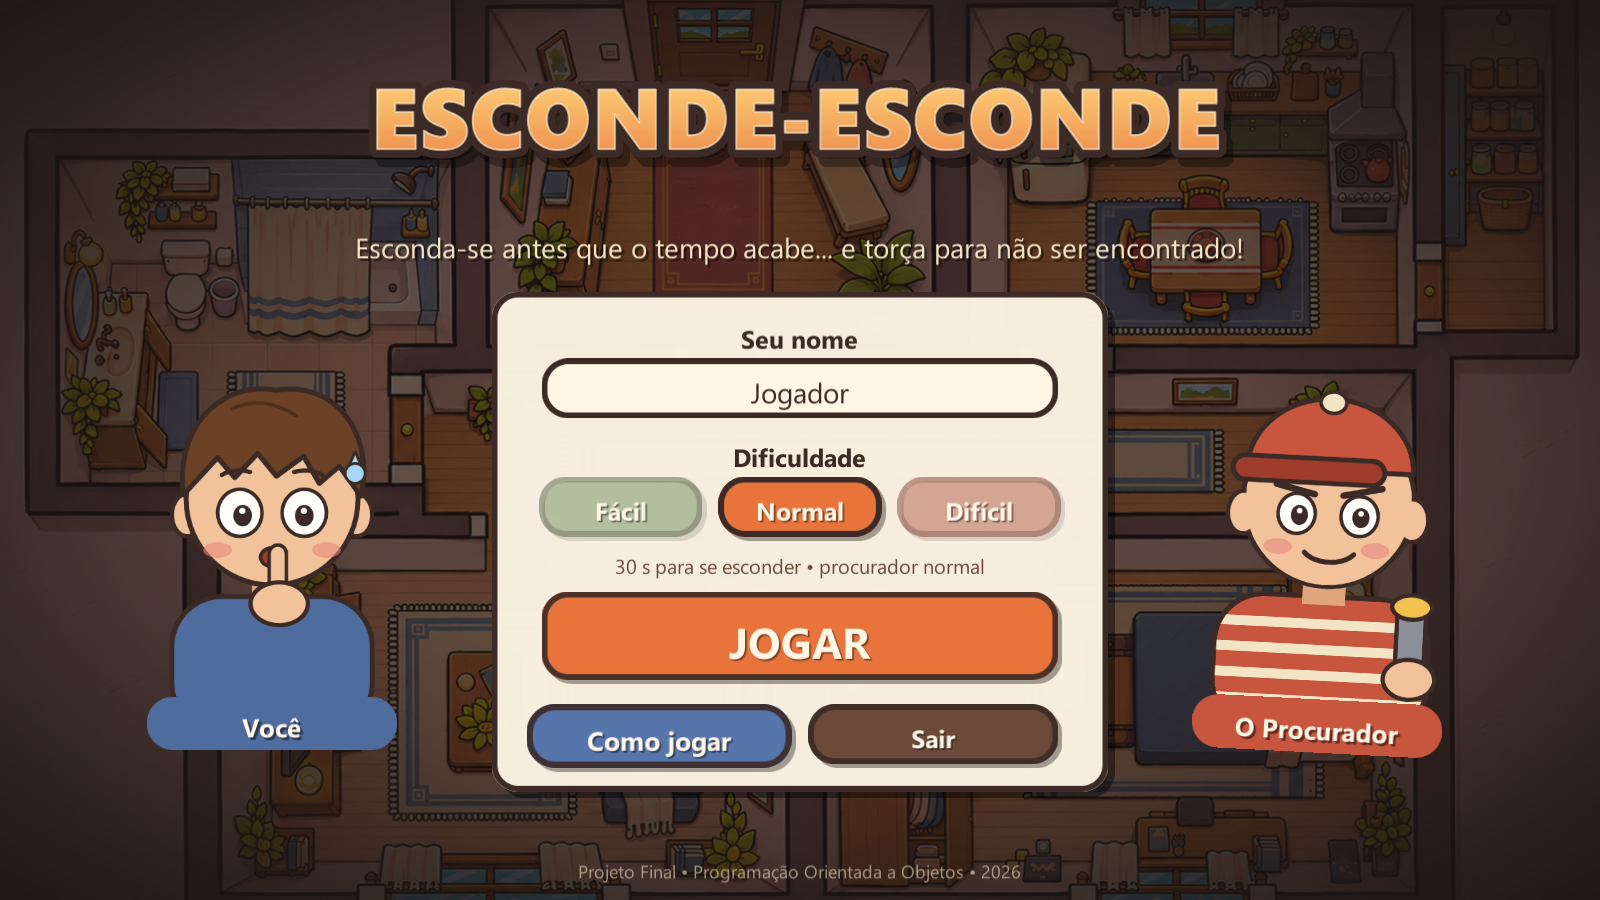 ESCONDE-ESCONDE
Esconda-se antes que o tempo acabe... e torça para não ser encontrado!
Seu nome
Jogador
Dificuldade
Fácil Normal Difícil
30 s para se esconder • procurador normal
JOGAR
Como jogar Sair
Você
O Procurador
Projeto Final • Programação Orientada a Objetos • 2026